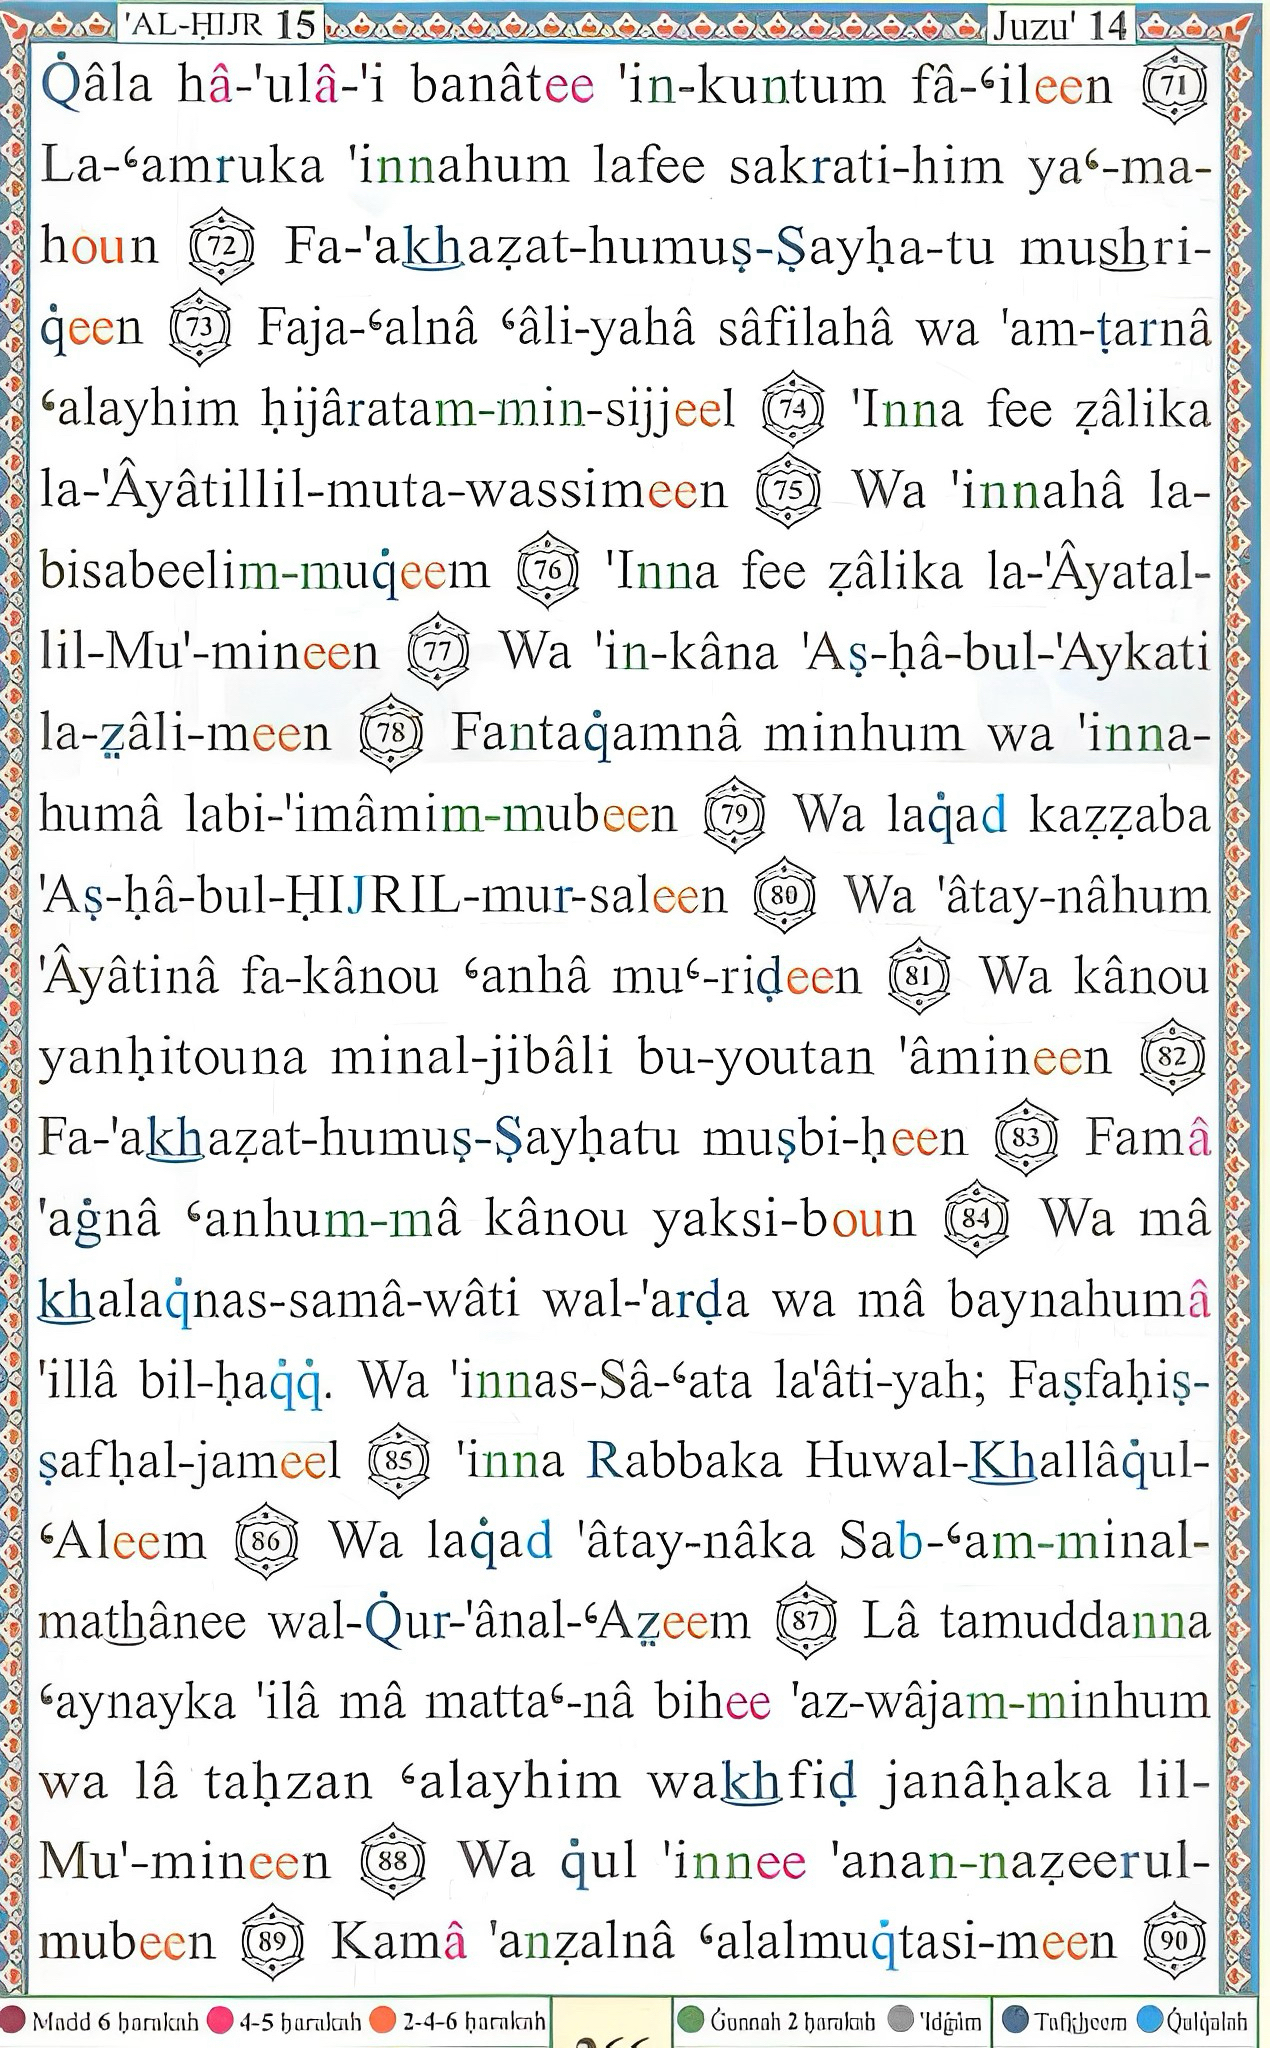 'AL-ḤIJR 15 Juzu' 14
Q̇âla hâ-'ulâ-'i banâtee 'in-kuntum fâ-ʿileen 71
La-ʿamruka 'innahum lafee sakrati-him yaʿ-ma-
houn 72 Fa-'akhaẓat-humuṣ-Ṣayḥa-tu mushri-
q̇een 73 Faja-ʿalnâ ʿâli-yahâ sâfilahâ wa 'am-ṭarnâ
ʿalayhim ḥijâratam-min-sijjeel 74 'Inna fee ẓâlika
la-'Âyâtillil-muta-wassimeen 75 Wa 'innahâ la-
bisabeelim-muq̇eem 76 'Inna fee ẓâlika la-'Âyatal-
lil-Mu'-mineen 77 Wa 'in-kâna 'Aṣ-ḥâ-bul-'Aykati
la-z̤âli-meen 78 Fantaq̇amnâ minhum wa 'inna-
humâ labi-'imâmim-mubeen 79 Wa laq̇ad kaẓẓaba
'Aṣ-ḥâ-bul-ḤIJRIL-mur-saleen 80 Wa 'âtay-nâhum
'Âyâtinâ fa-kânou ʿanhâ muʿ-riḍeen 81 Wa kânou
yanḥitouna minal-jibâli bu-youtan 'âmineen 82
Fa-'akhaẓat-humuṣ-Ṣayḥatu muṣbi-ḥeen 83 Famâ
'aġnâ ʿanhum-mâ kânou yaksi-boun 84 Wa mâ
khalaq̇nas-samâ-wâti wal-'arḍa wa mâ baynahumâ
'illâ bil-ḥaq̇q̇. Wa 'innas-Sâ-ʿata la'âti-yah; Faṣfaḥiṣ-
ṣafḥal-jameel 85 'inna Rabbaka Huwal-Khallâq̇ul-
ʿAleem 86 Wa laq̇ad 'âtay-nâka Sab-ʿam-minal-
mathânee wal-Q̇ur-'ânal-ʿAz̤eem 87 Lâ tamuddanna
ʿaynayka 'ilâ mâ mattaʿ-nâ bihee 'az-wâjam-minhum
wa lâ taḥzan ʿalayhim wakhfiḍ janâḥaka lil-
Mu'-mineen 88 Wa q̇ul 'innee 'anan-naẓeerul-
mubeen 89 Kamâ 'anẓalnâ ʿalalmuq̇tasi-meen 90
Madd 6 ḥarakah 4-5 ḥarakah 2-4-6 ḥarakah Ġunnah 2 ḥarakah 'Idġâm Tafkheem Q̇alq̇alah